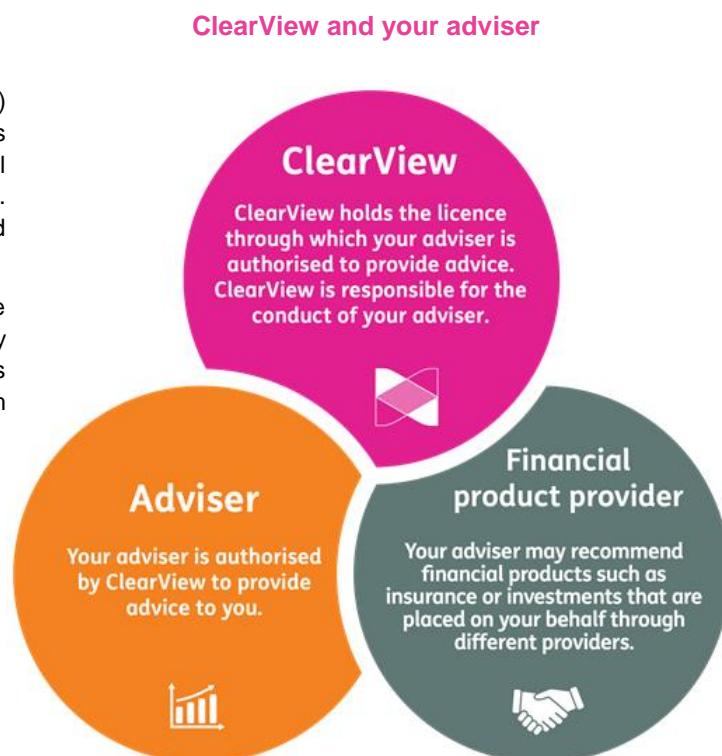 ClearView and your adviser
)
s
l
.
d
e
y
s
n
ClearView
ClearView holds the licence
through which your adviser is
authorised to provide advice.
ClearView is responsible for the
conduct of your adviser.
Adviser
Your adviser is authorised
by ClearView to provide
advice to you.
Financial
product provider
Your adviser may recommend
financial products such as
insurance or investments that are
placed on your behalf through
different providers.